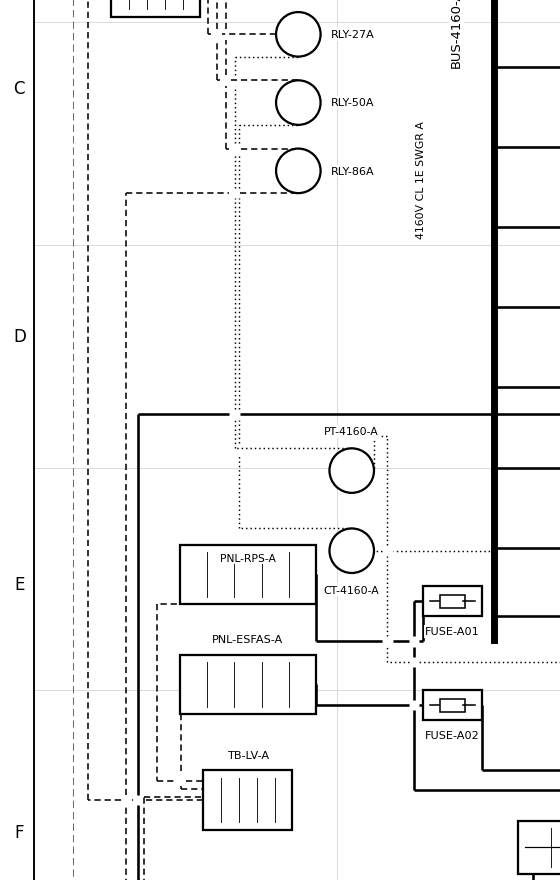 RLY-27A
BUS-4160-
C
RLY-50A
RLY-86A
4160V CL 1E SWGR A
D
PT-4160-A
PNL-RPS-A
E
CT-4160-A
FUSE-A01
PNL-ESFAS-A
FUSE-A02
TB-LV-A
F